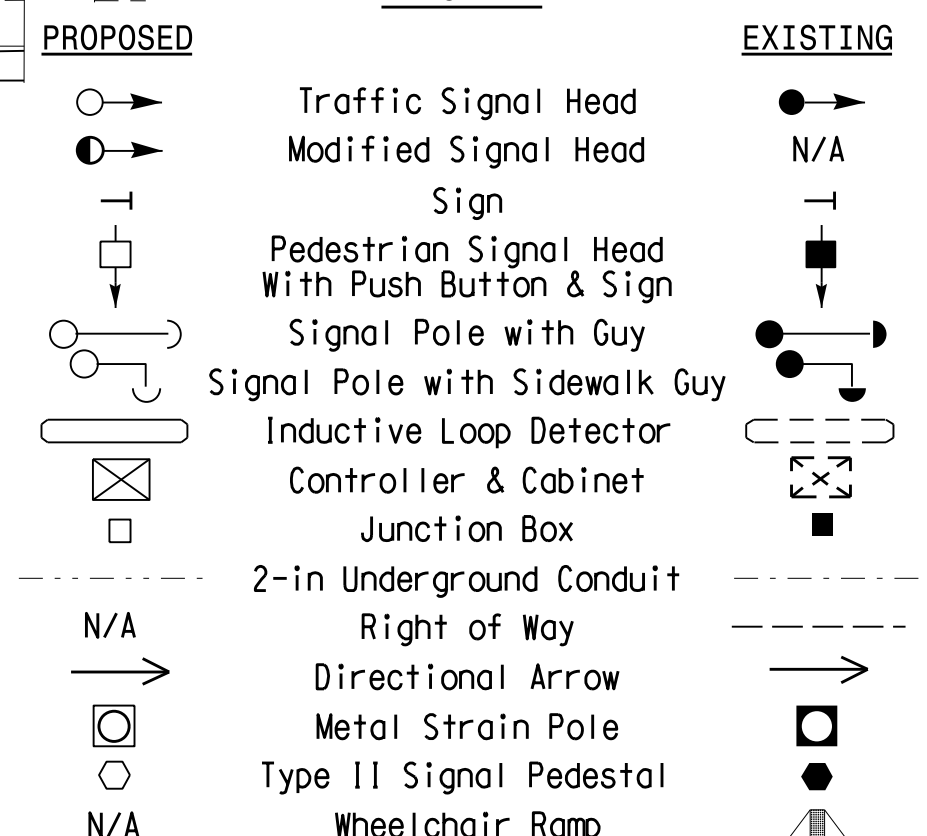 PROPOSED EXISTING
Traffic Signal Head
Modified Signal Head N/A
Sign
Pedestrian Signal Head
With Push Button & Sign
Signal Pole with Guy
Signal Pole with Sidewalk Guy
Inductive Loop Detector
Controller & Cabinet
Junction Box
2-in Underground Conduit
N/A Right of Way
Directional Arrow
Metal Strain Pole
Type II Signal Pedestal
N/A Wheelchair Ramp